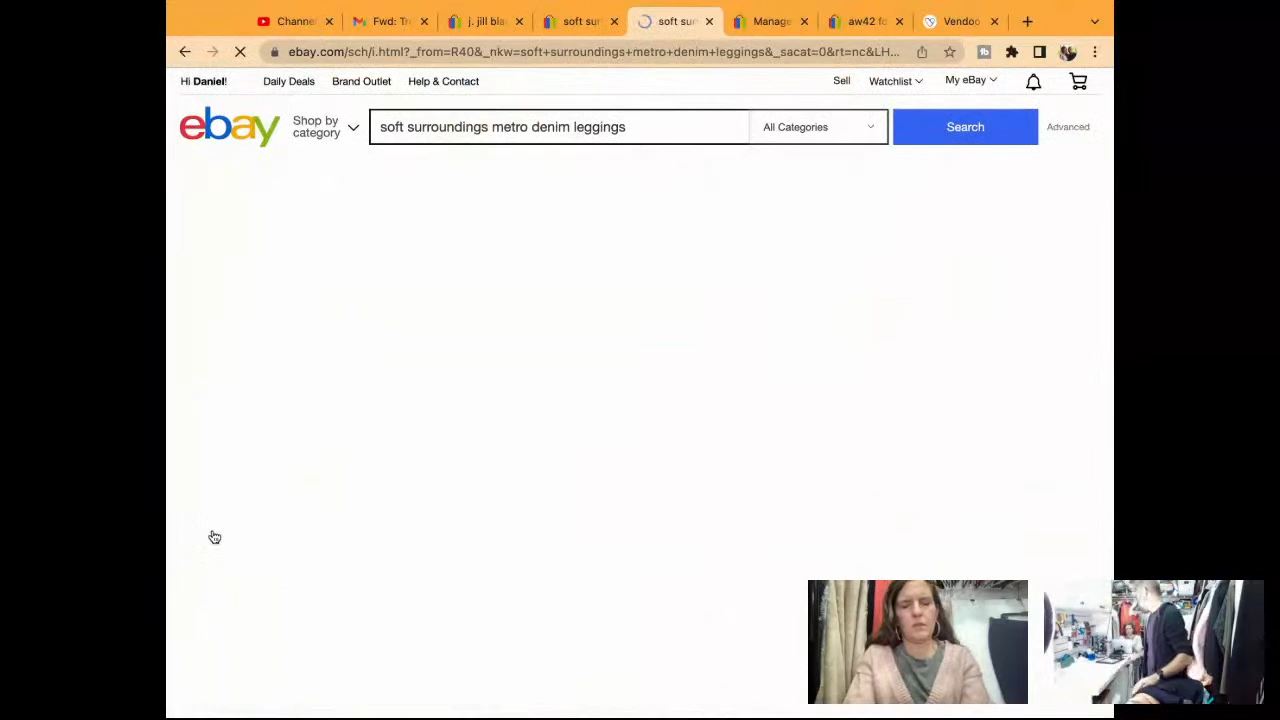 Channel
Fwd: Tr
j. jill bla
soft sur
soft sur
Manage
aw42 fo
Vendoo
ebay.com/sch/i.html?_from=R40&_nkw=soft+surroundings+metro+denim+leggings&_sacat=0&rt=nc&LH...
Hi Daniel!
Daily Deals
Brand Outlet
Help & Contact
Sell
Watchlist
My eBay
ebay
Shop by
category
soft surroundings metro denim leggings
All Categories
Search
Advanced